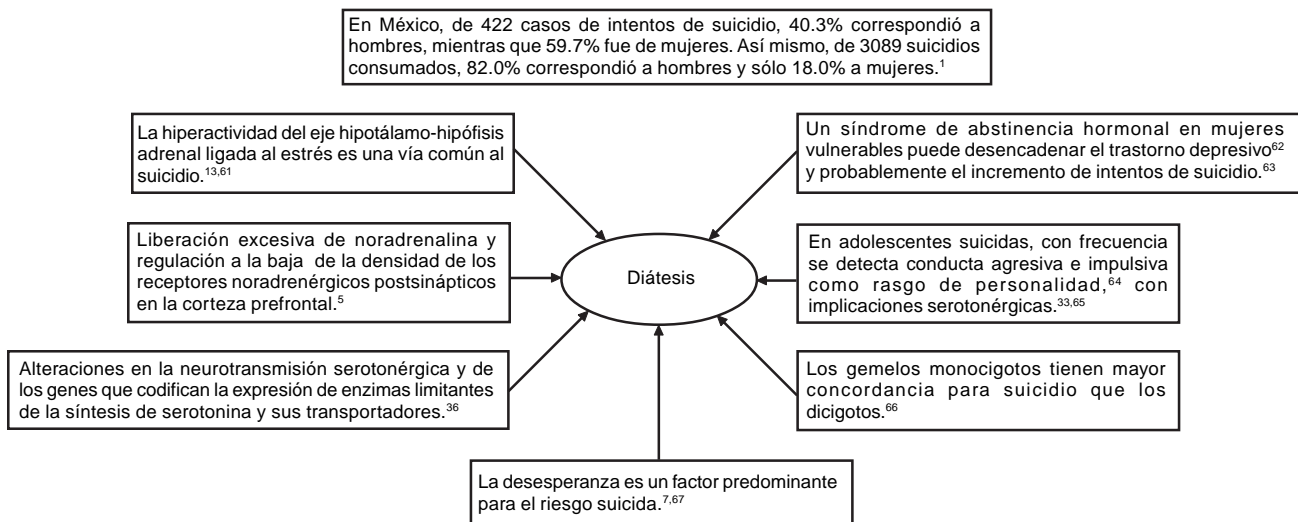 En México, de 422 casos de intentos de suicidio, 40.3% correspondió a
hombres, mientras que 59.7% fue de mujeres. Así mismo, de 3089 suicidios
consumados, 82.0% correspondió a hombres y sólo 18.0% a mujeres.¹
La hiperactividad del eje hipotálamo-hipófisis
adrenal ligada al estrés es una vía común al
suicidio.¹³,⁶¹
Un síndrome de abstinencia hormonal en mujeres
vulnerables puede desencadenar el trastorno depresivo⁶²
y probablemente el incremento de intentos de suicidio.⁶³
Liberación excesiva de noradrenalina y
regulación a la baja de la densidad de los
receptores noradrenérgicos postsinápticos
en la corteza prefrontal.⁵
Diátesis
En adolescentes suicidas, con frecuencia
se detecta conducta agresiva e impulsiva
como rasgo de personalidad,⁶⁴ con
implicaciones serotonérgicas.³³,⁶⁵
Alteraciones en la neurotransmisión serotonérgica y de
los genes que codifican la expresión de enzimas limitantes
de la síntesis de serotonina y sus transportadores.³⁶
Los gemelos monocigotos tienen mayor
concordancia para suicidio que los
dicigotos.⁶⁶
La desesperanza es un factor predominante
para el riesgo suicida.⁷,⁶⁷